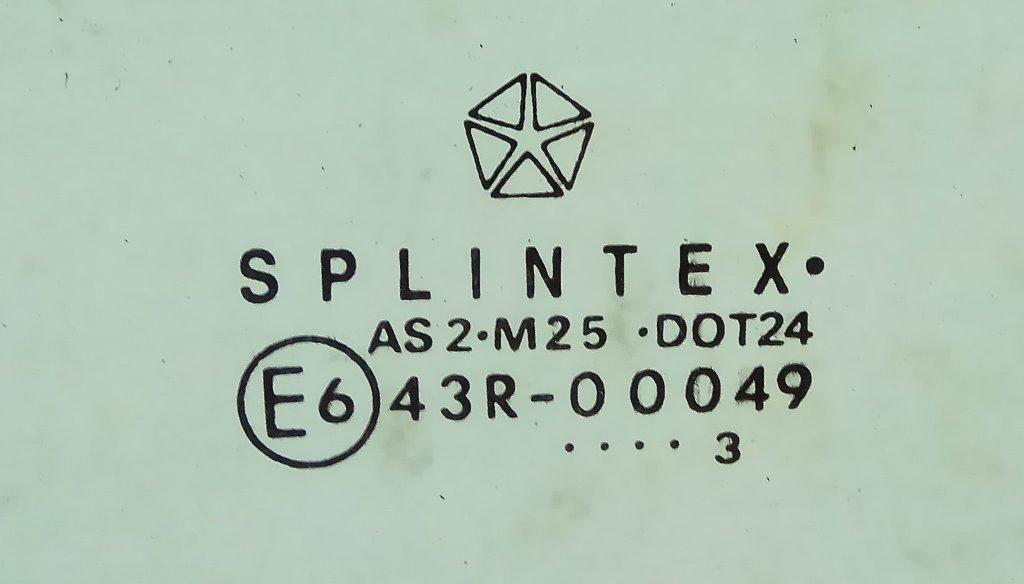 SPLINTEX•
AS2•M25 •DOT24
E6 43R-00049
.... 3